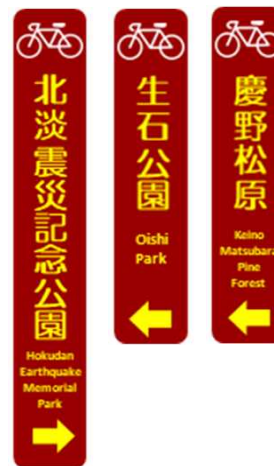 北淡震災記念公園
Hokudan
Earthquake
Memorial
Park
生石公園
Oishi
Park
慶野松原
Keino
Matsubara
Pine
Forest